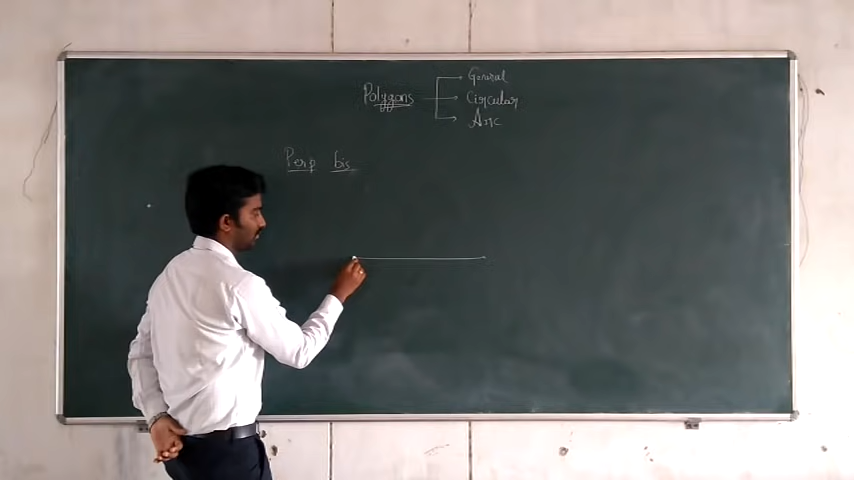 General
Polygons
Circular
Arc
Perp bis